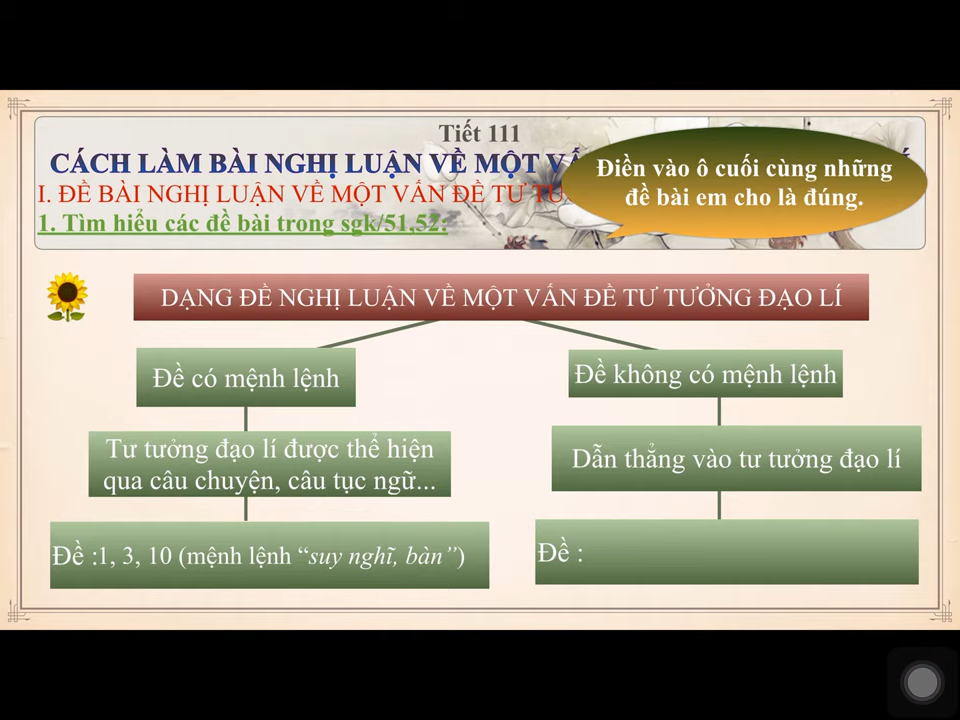 Tiết 111
CÁCH LÀM BÀI NGHỊ LUẬN VỀ MỘT
I. ĐỀ BÀI NGHỊ LUẬN VỀ MỘT VẤN ĐỀ TƯ
1. Tìm hiểu các đề bài trong sgk/51,52:
Điền vào ô cuối cùng những
đề bài em cho là đúng.
DẠNG ĐỀ NGHỊ LUẬN VỀ MỘT VẤN ĐỀ TƯ TƯỞNG ĐẠO LÍ
Đề có mệnh lệnh
Đề không có mệnh lệnh
Tư tưởng đạo lí được thể hiện
qua câu chuyện, câu tục ngữ...
Dẫn thẳng vào tư tưởng đạo lí
Đề :1, 3, 10 (mệnh lệnh “suy nghĩ, bàn”)
Đề :